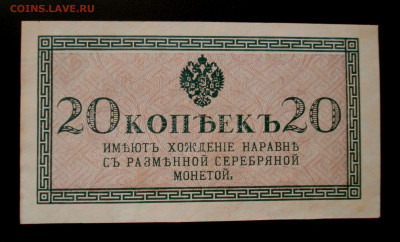 COINS.LAVE.RU
20 КОПѢЕКЪ 20
ИМѢЮТЪ ХОЖДЕНІЕ НАРАВНѢ
СЪ РАЗМѢННОЙ СЕРЕБРЯНОЙ
МОНЕТОЙ.